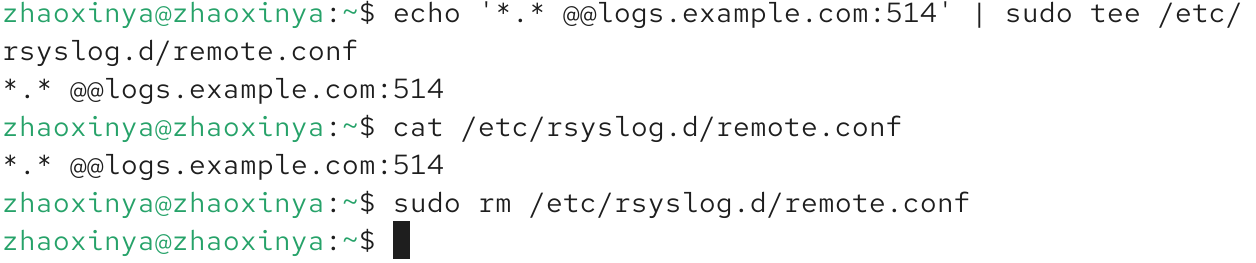 zhaoxinya@zhaoxinya:~$ echo '*.* @@logs.example.com:514' | sudo tee /etc/
rsyslog.d/remote.conf
*.* @@logs.example.com:514
zhaoxinya@zhaoxinya:~$ cat /etc/rsyslog.d/remote.conf
*.* @@logs.example.com:514
zhaoxinya@zhaoxinya:~$ sudo rm /etc/rsyslog.d/remote.conf
zhaoxinya@zhaoxinya:~$